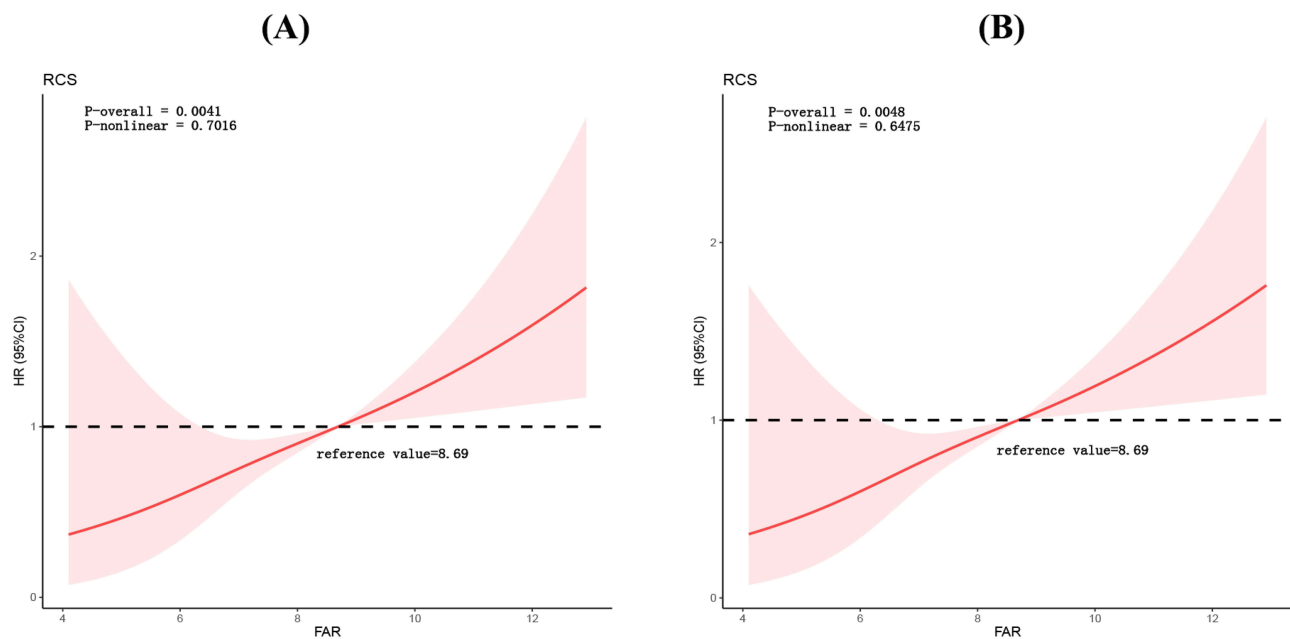 (A)
RCS
P-overall = 0.0041
P-nonlinear = 0.7016
2
1
0
HR (95%CI)
reference value=8.69
4 6 8 10 12
FAR
(B)
RCS
P-overall = 0.0048
P-nonlinear = 0.6475
2
1
0
HR (95%CI)
reference value=8.69
4 6 8 10 12
FAR